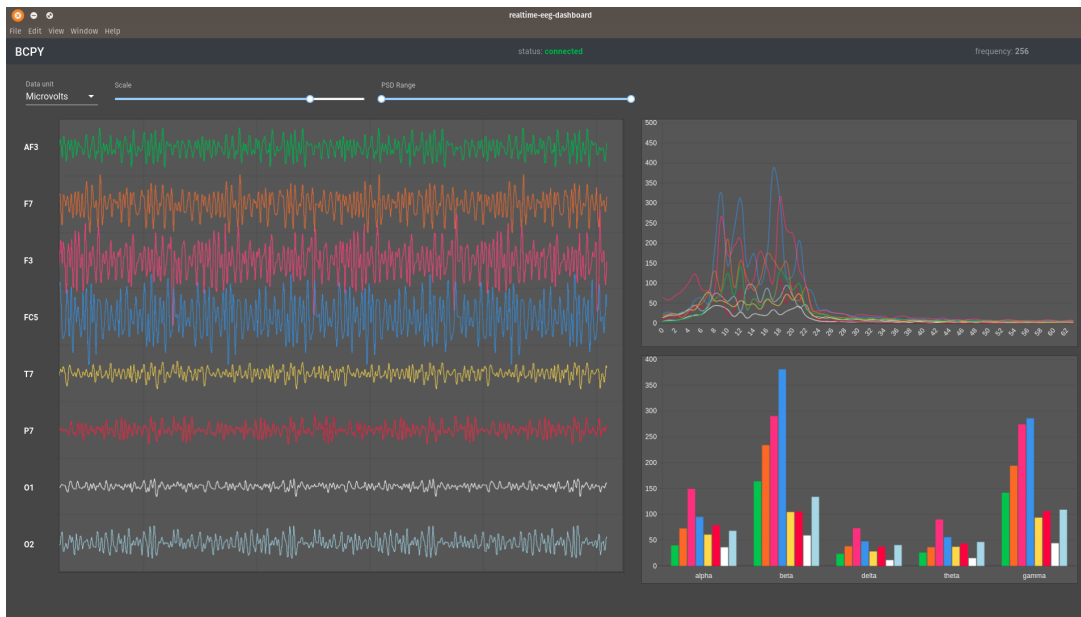 realtime-eeg-dashboard
File Edit View Window Help
BCPY
status: connected
frequency: 256
Data unit
Microvolts
Scale
PSD Range
AF3
F7
F3
FC5
T7
P7
O1
O2
500
450
400
350
300
250
200
150
100
50
0
0 2 4 6 8 10 12 14 16 18 20 22 24 26 28 30 32 34 36 38 40 42 44 46 48 50 52 54 56 58 60 62
400
350
300
250
200
150
100
50
0
alpha beta delta theta gamma